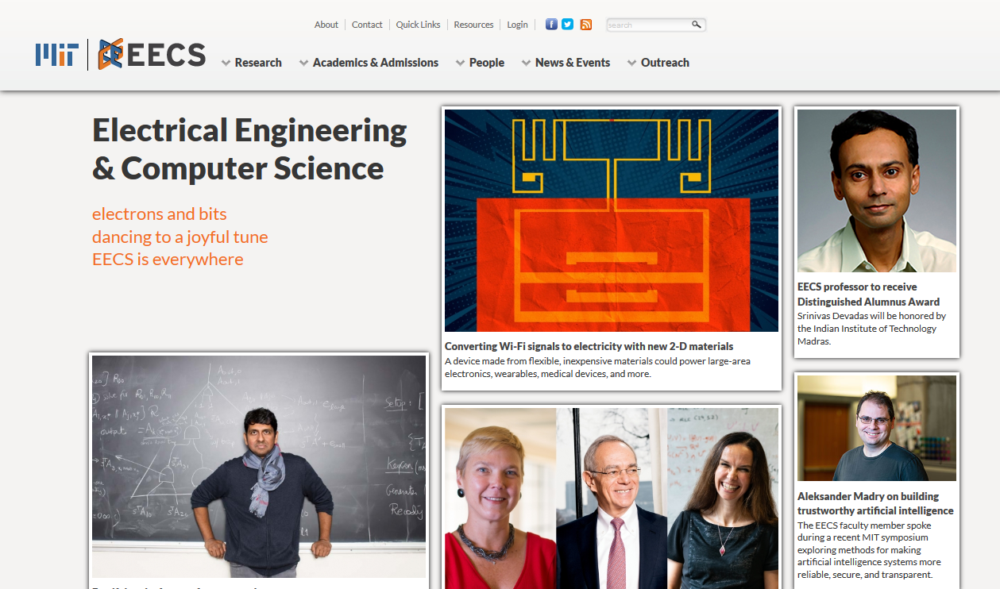 About
Contact
Quick Links
Resources
Login
search
MIT
EECS
Research
Academics & Admissions
People
News & Events
Outreach
Electrical Engineering
& Computer Science
electrons and bits
dancing to a joyful tune
EECS is everywhere
Converting Wi-Fi signals to electricity with new 2-D materials
A device made from flexible, inexpensive materials could power large-area
electronics, wearables, medical devices, and more.
EECS professor to receive
Distinguished Alumnus Award
Srinivas Devadas will be honored by
the Indian Institute of Technology
Madras.
Aleksander Madry on building
trustworthy artificial intelligence
The EECS faculty member spoke
during a recent MIT symposium
exploring methods for making
artificial intelligence systems more
reliable, secure, and transparent.
Setup:
output